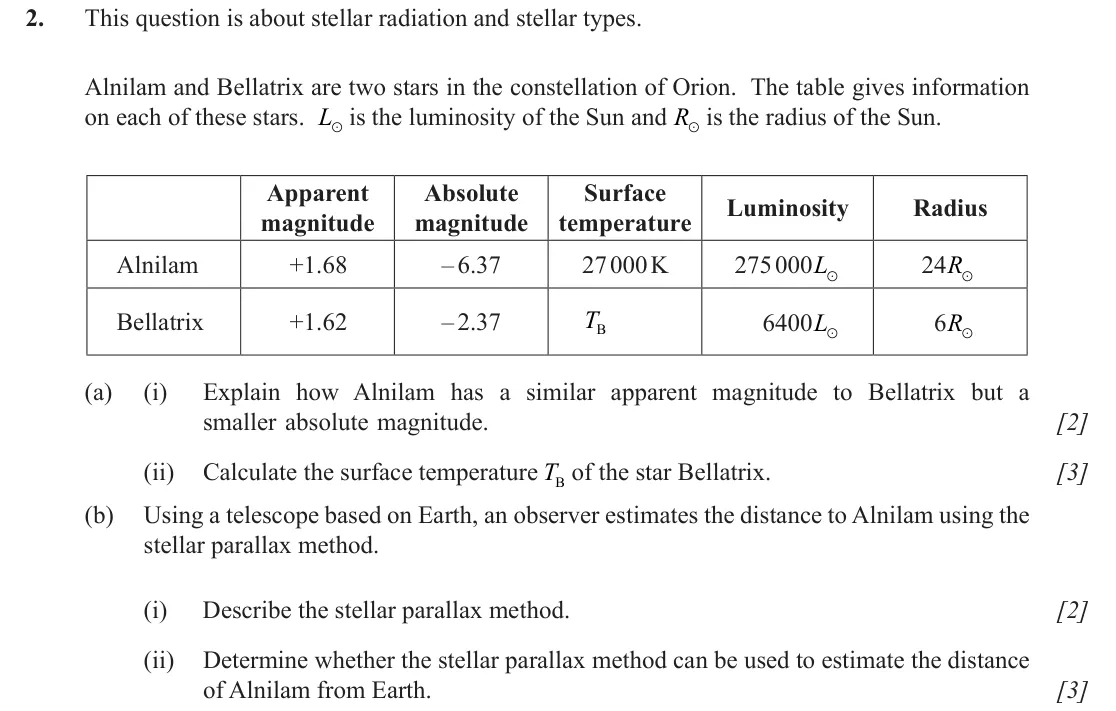 2. This question is about stellar radiation and stellar types.
Alnilam and Bellatrix are two stars in the constellation of Orion. The table gives information
on each of these stars. L☉ is the luminosity of the Sun and R☉ is the radius of the Sun.
Apparent magnitude Absolute magnitude Surface temperature Luminosity Radius
Alnilam +1.68 –6.37 27 000 K 275 000L☉ 24R☉
Bellatrix +1.62 –2.37 T_B 6400L☉ 6R☉
(a) (i) Explain how Alnilam has a similar apparent magnitude to Bellatrix but a
smaller absolute magnitude. [2]
(ii) Calculate the surface temperature T_B of the star Bellatrix. [3]
(b) Using a telescope based on Earth, an observer estimates the distance to Alnilam using the
stellar parallax method.
(i) Describe the stellar parallax method. [2]
(ii) Determine whether the stellar parallax method can be used to estimate the distance
of Alnilam from Earth. [3]